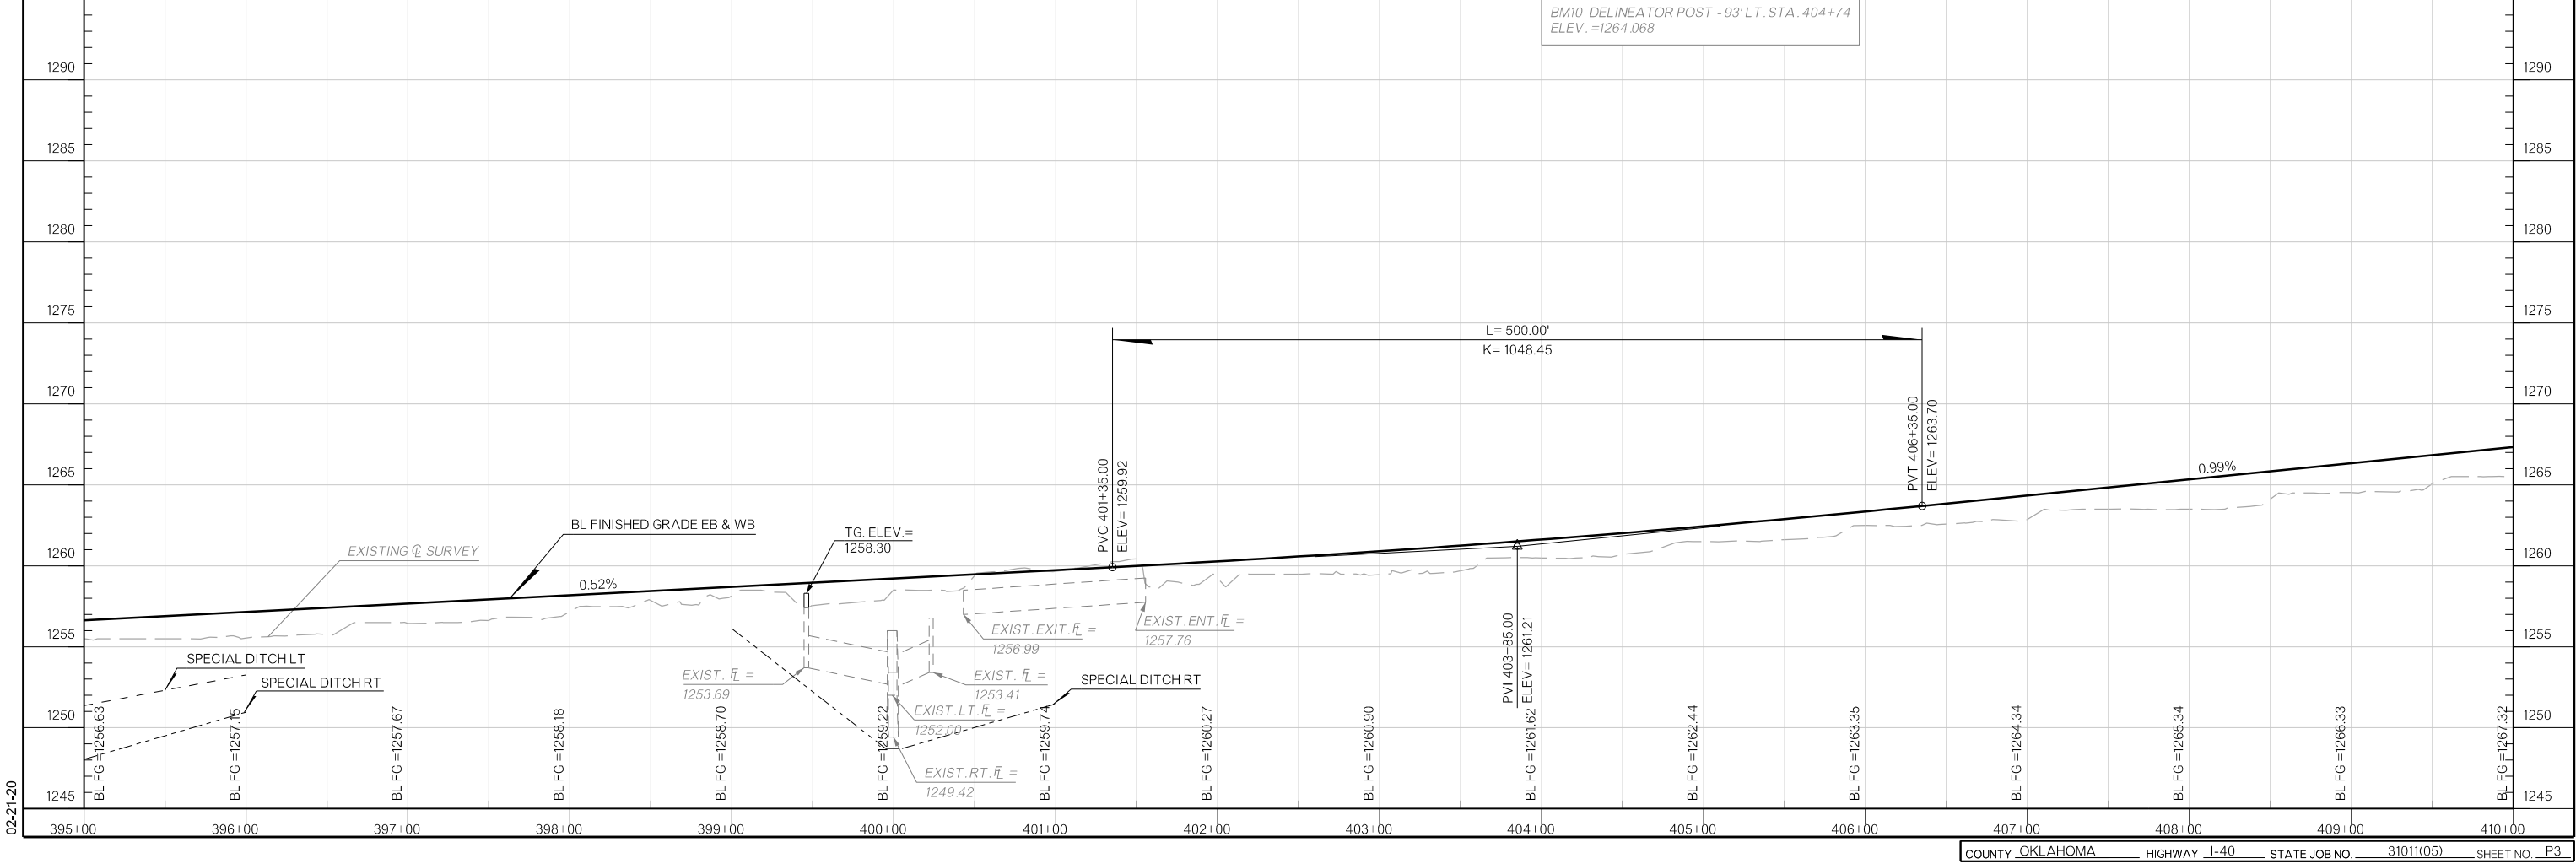 BM10 DELINEATOR POST - 93' LT. STA. 404+74
ELEV. =1264.068
1290
1290
1285
1285
1280
1280
1275
1275
L= 500.00'
K= 1048.45
1270
1270
PVC 401+35.00
ELEV= 1259.92
PVT 406+35.00
ELEV= 1263.70
1265
0.99%
1265
BL FINISHED GRADE EB & WB
TG. ELEV.=
1258.30
EXISTING ℄ SURVEY
1260
1260
0.52%
1255
EXIST. EXIT. FL =
1256.99
EXIST. ENT. FL =
1257.76
1255
PVI 403+85.00
ELEV= 1261.21
SPECIAL DITCH LT
SPECIAL DITCH RT
EXIST. FL =
1253.69
EXIST. FL =
1253.41
SPECIAL DITCH RT
EXIST. LT. FL =
1252.00
1250
1250
EXIST. RT. FL =
1249.42
BL FG =1256.63
BL FG =1257.15
BL FG =1257.67
BL FG =1258.18
BL FG =1258.70
BL FG =1259.22
BL FG =1259.74
BL FG =1260.27
BL FG =1260.90
BL FG =1261.62
BL FG =1262.44
BL FG =1263.35
BL FG =1264.34
BL FG =1265.34
BL FG =1266.33
BL FG =1267.32
1245
1245
02-21-20
395+00 396+00 397+00 398+00 399+00 400+00 401+00 402+00 403+00 404+00 405+00 406+00 407+00 408+00 409+00 410+00
COUNTY OKLAHOMA HIGHWAY I-40 STATE JOB NO. 31011(05) SHEET NO. P3